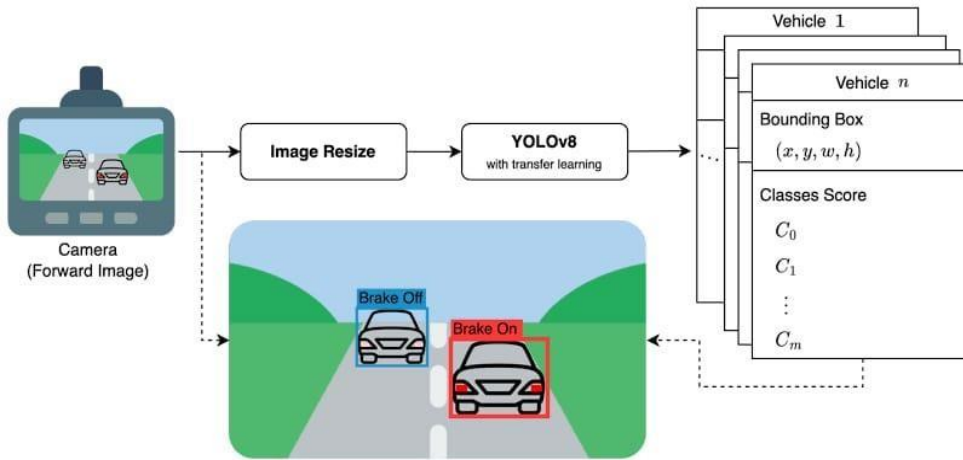 Vehicle 1
Vehicle n
Bounding Box
(x, y, w, h)
Classes Score
C₀
C₁
⋮
Cₘ
Image Resize
YOLOv8
with transfer learning
...
Camera
(Forward Image)
Brake Off
Brake On